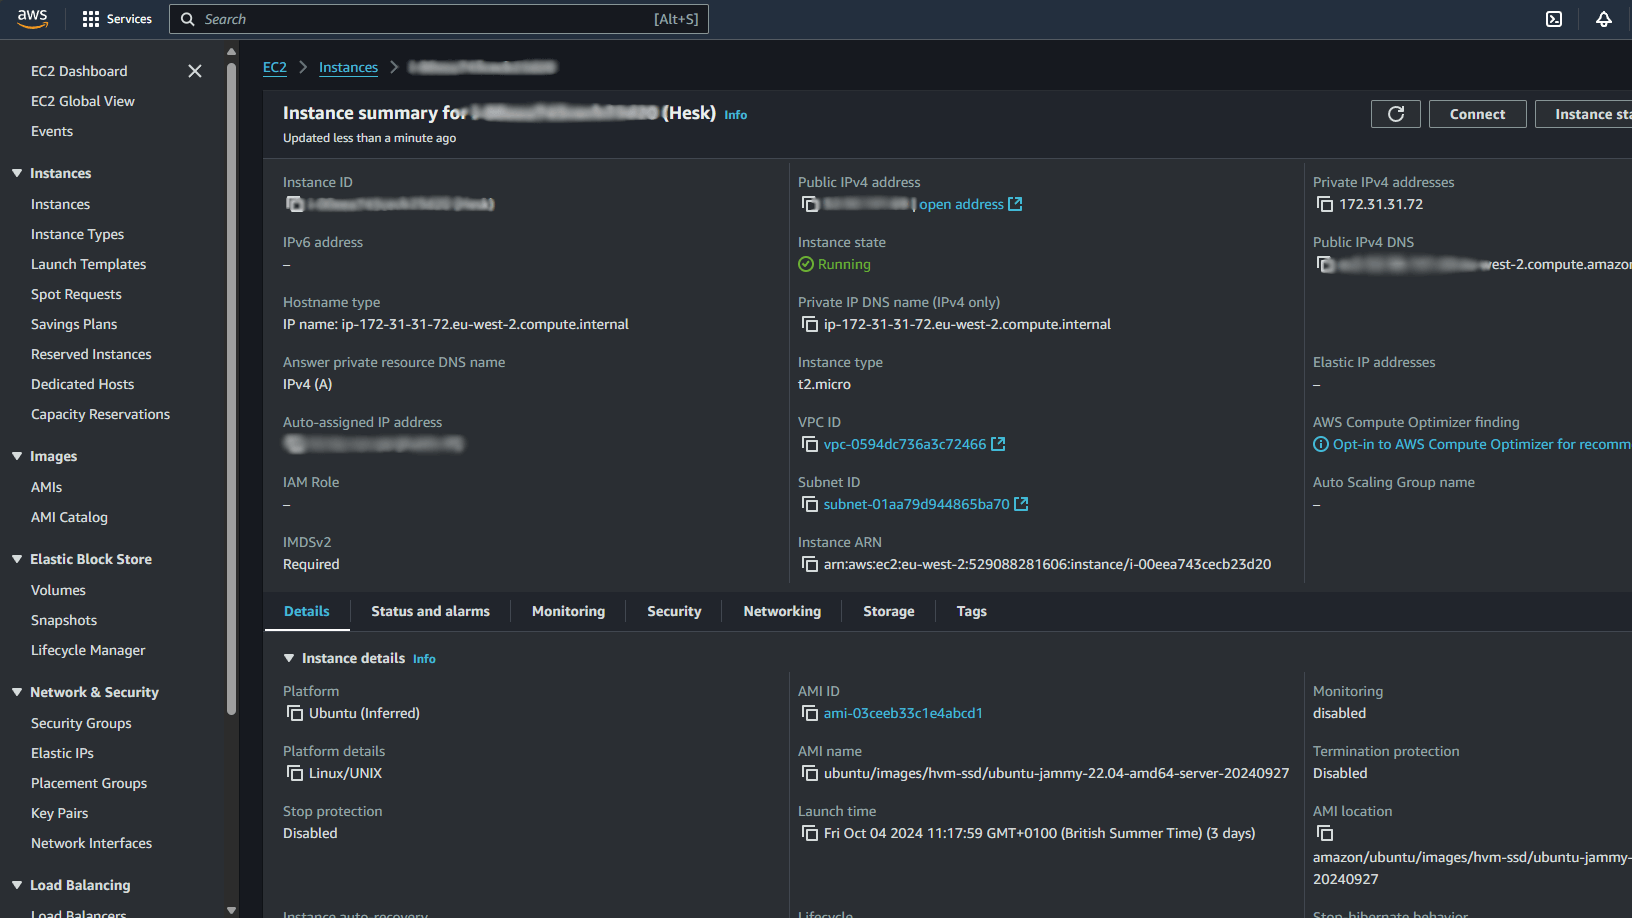 aws
Services
Search
[Alt+S]
EC2 Dashboard
EC2 Global View
Events
Instances
Instances
Instance Types
Launch Templates
Spot Requests
Savings Plans
Reserved Instances
Dedicated Hosts
Capacity Reservations
Images
AMIs
AMI Catalog
Elastic Block Store
Volumes
Snapshots
Lifecycle Manager
Network & Security
Security Groups
Elastic IPs
Placement Groups
Key Pairs
Network Interfaces
Load Balancing
Load Balancers
EC2 Instances
Instance summary for (Hesk) Info
Updated less than a minute ago
Connect
Instance sta
Instance ID
IPv6 address
–
Hostname type
IP name: ip-172-31-31-72.eu-west-2.compute.internal
Answer private resource DNS name
IPv4 (A)
Auto-assigned IP address
IAM Role
–
IMDSv2
Required
Public IPv4 address
open address
Instance state
Running
Private IP DNS name (IPv4 only)
ip-172-31-31-72.eu-west-2.compute.internal
Instance type
t2.micro
VPC ID
vpc-0594dc736a3c72466
Subnet ID
subnet-01aa79d944865ba70
Instance ARN
arn:aws:ec2:eu-west-2:529088281606:instance/i-00eea743cecb23d20
Private IPv4 addresses
172.31.31.72
Public IPv4 DNS
west-2.compute.amazon
Elastic IP addresses
–
AWS Compute Optimizer finding
Opt-in to AWS Compute Optimizer for recomm
Auto Scaling Group name
–
Details
Status and alarms
Monitoring
Security
Networking
Storage
Tags
Instance details Info
Platform
Ubuntu (Inferred)
Platform details
Linux/UNIX
Stop protection
Disabled
Instance auto-recovery
AMI ID
ami-03ceeb33c1e4abcd1
AMI name
ubuntu/images/hvm-ssd/ubuntu-jammy-22.04-amd64-server-20240927
Launch time
Fri Oct 04 2024 11:17:59 GMT+0100 (British Summer Time) (3 days)
Lifecycle
Monitoring
disabled
Termination protection
Disabled
AMI location
amazon/ubuntu/images/hvm-ssd/ubuntu-jammy-
20240927
Stop-hibernate behavior